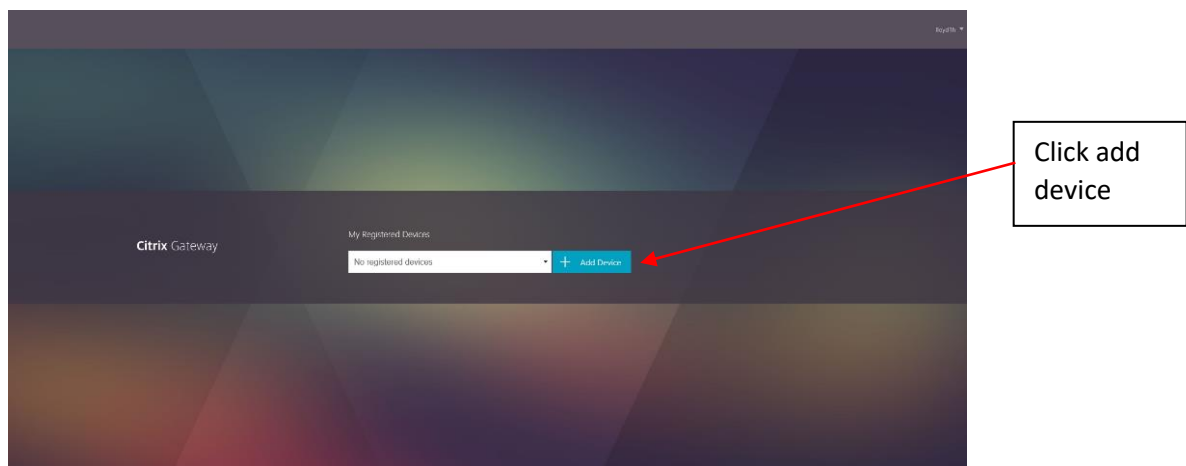 Click add
device
My Registered Devices
Citrix Gateway
No registered devices
+ Add Device